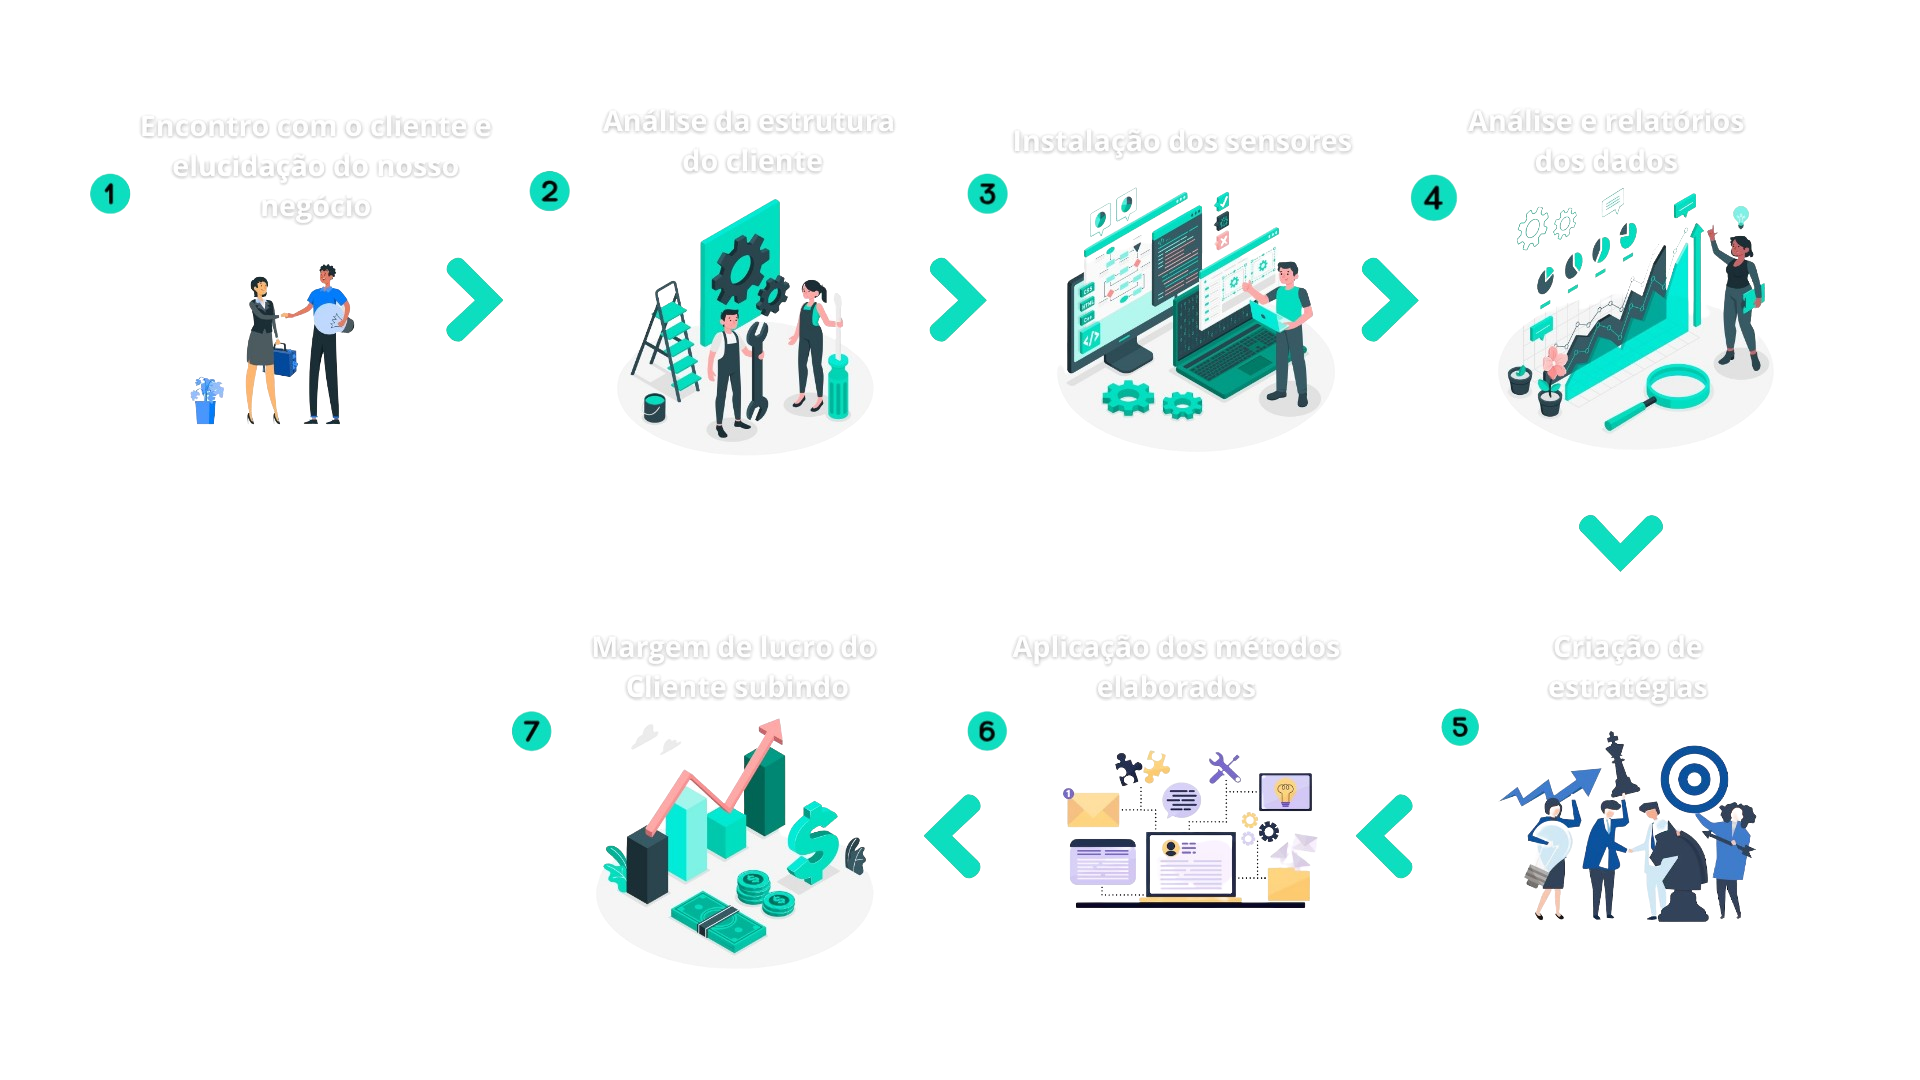 Encontro com o cliente e
elucidação do nosso
negócio
1
Análise da estrutura
do cliente
2
Instalação dos sensores
3
Análise e relatórios
dos dados
4
Margem de lucro do
Cliente subindo
7
Aplicação dos métodos
elaborados
6
1
Criação de
estratégias
5